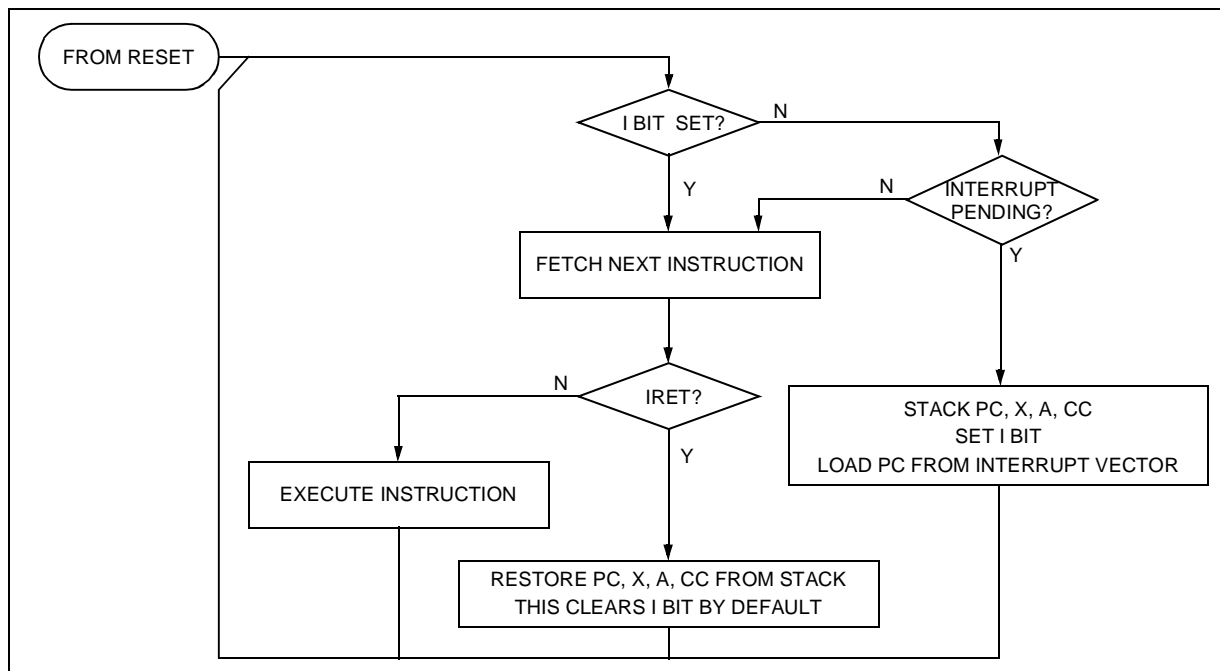 FROM RESET
I BIT SET?
N
Y
N
INTERRUPT
PENDING?
Y
FETCH NEXT INSTRUCTION
N
IRET?
Y
STACK PC, X, A, CC
SET I BIT
LOAD PC FROM INTERRUPT VECTOR
EXECUTE INSTRUCTION
RESTORE PC, X, A, CC FROM STACK
THIS CLEARS I BIT BY DEFAULT